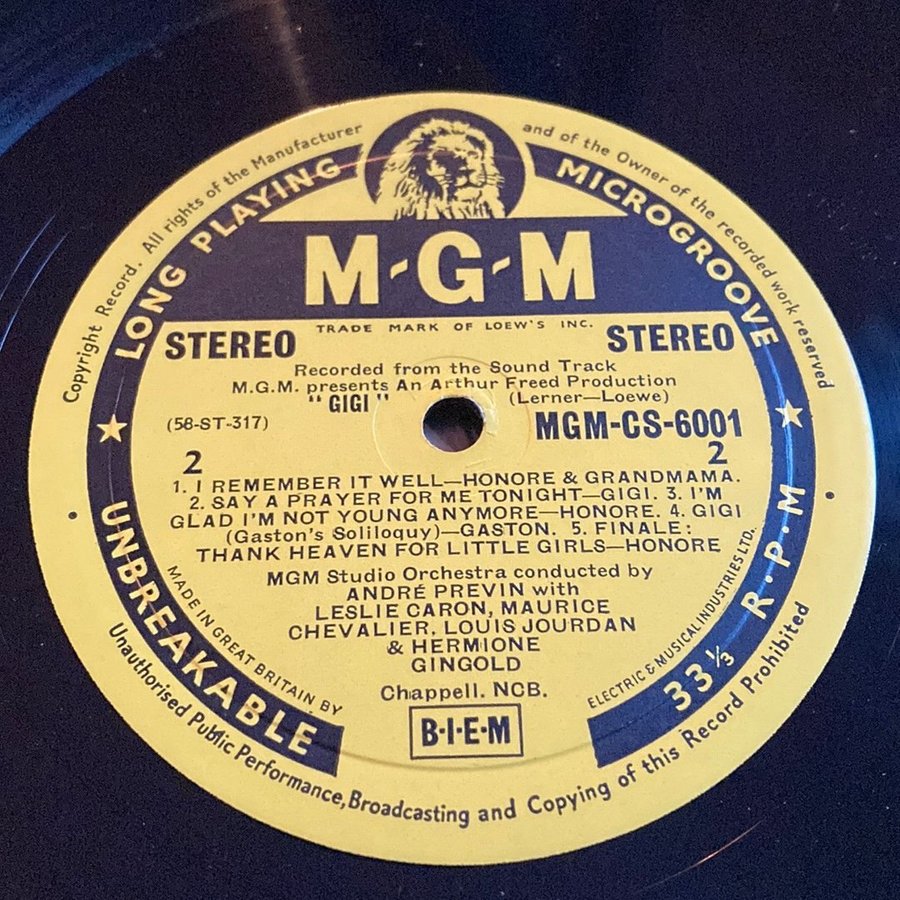 Copyright Record. All rights of the Manufacturer and of the Owner of the recorded work reserved
LONG PLAYING MICROGROOVE
M-G-M
TRADE MARK OF LOEW'S INC.
STEREO STEREO
Recorded from the Sound Track
M.G.M. presents An Arthur Freed Production
"GIGI" (Lerner—Loewe)
(58-ST-317) MGM-CS-6001
2 2
1. I REMEMBER IT WELL—HONORE & GRANDMAMA.
2. SAY A PRAYER FOR ME TONIGHT—GIGI. 3. I'M
GLAD I'M NOT YOUNG ANYMORE—HONORE. 4. GIGI
(Gaston's Soliloquy)—GASTON. 5. FINALE:
THANK HEAVEN FOR LITTLE GIRLS—HONORE
MGM Studio Orchestra conducted by
ANDRÉ PREVIN with
LESLIE CARON, MAURICE
CHEVALIER, LOUIS JOURDAN
& HERMIONE
GINGOLD
Chappell. NCB.
B·I·E·M
MADE IN GREAT BRITAIN BY ELECTRIC & MUSICAL INDUSTRIES LTD.
UNBREAKABLE 33⅓ R.P.M
Unauthorised Public Performance, Broadcasting and Copying of this Record Prohibited